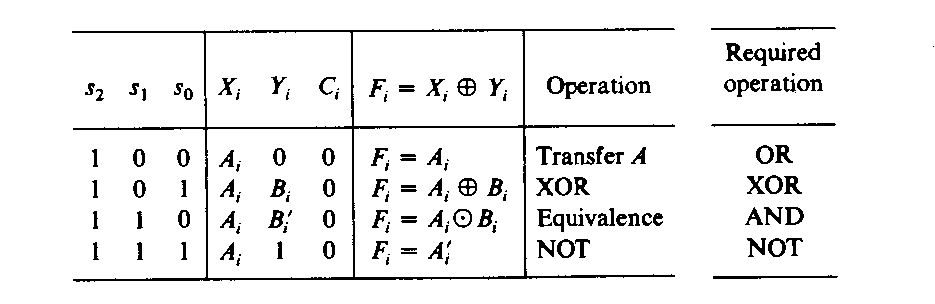 s₂ s₁ s₀ Xᵢ Yᵢ Cᵢ Fᵢ = Xᵢ ⊕ Yᵢ Operation Required operation
1 0 0 Aᵢ 0 0 Fᵢ = Aᵢ Transfer A OR
1 0 1 Aᵢ Bᵢ 0 Fᵢ = Aᵢ ⊕ Bᵢ XOR XOR
1 1 0 Aᵢ Bᵢ′ 0 Fᵢ = Aᵢ ⊙ Bᵢ Equivalence AND
1 1 1 Aᵢ 1 0 Fᵢ = Aᵢ′ NOT NOT